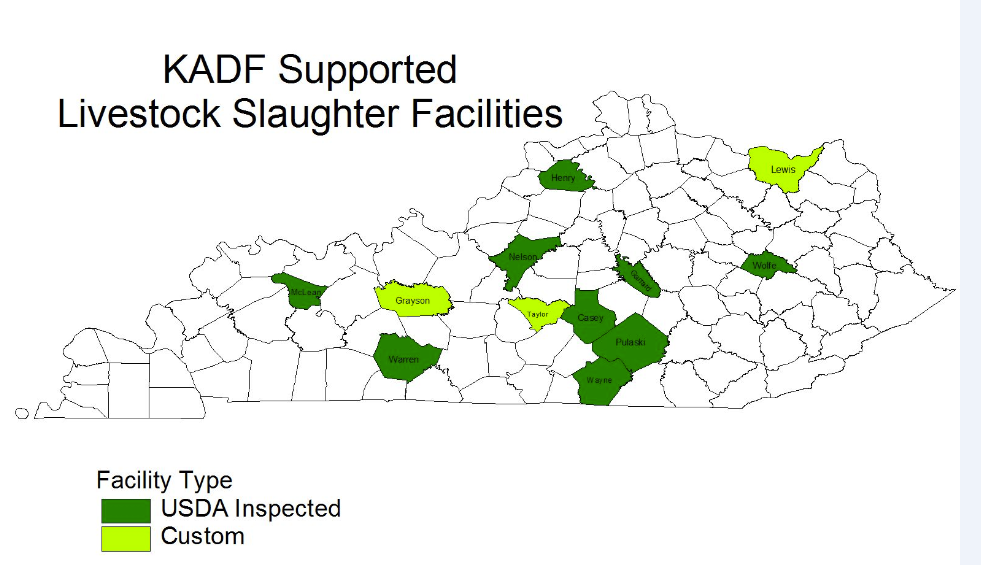 KADF Supported
Livestock Slaughter Facilities
Lewis
Henry
Nelson
Wolfe
Garrard
McLean
Grayson
Taylor
Casey
Pulaski
Warren
Wayne
Facility Type
USDA Inspected
Custom